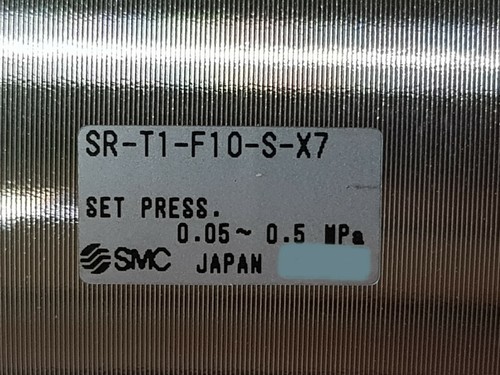 SR-T1-F10-S-X7
SET PRESS.
0.05~ 0.5 MPa
SMC JAPAN